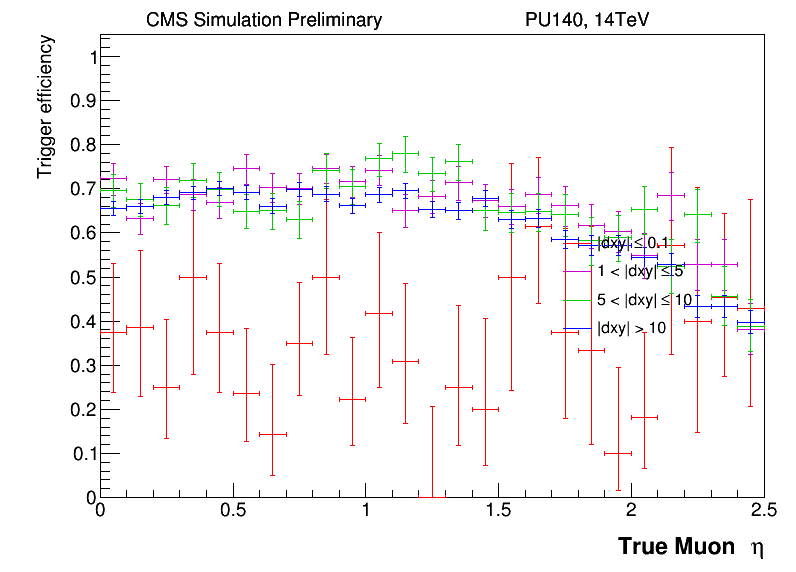 CMS Simulation Preliminary PU140, 14TeV
Trigger efficiency
1
0.9
0.8
0.7
0.6
0.5
0.4
0.3
0.2
0.1
0
|dxy| ≤ 0.1
1 < |dxy| ≤ 5
5 < |dxy| ≤ 10
|dxy| > 10
0 0.5 1 1.5 2 2.5
True Muon η